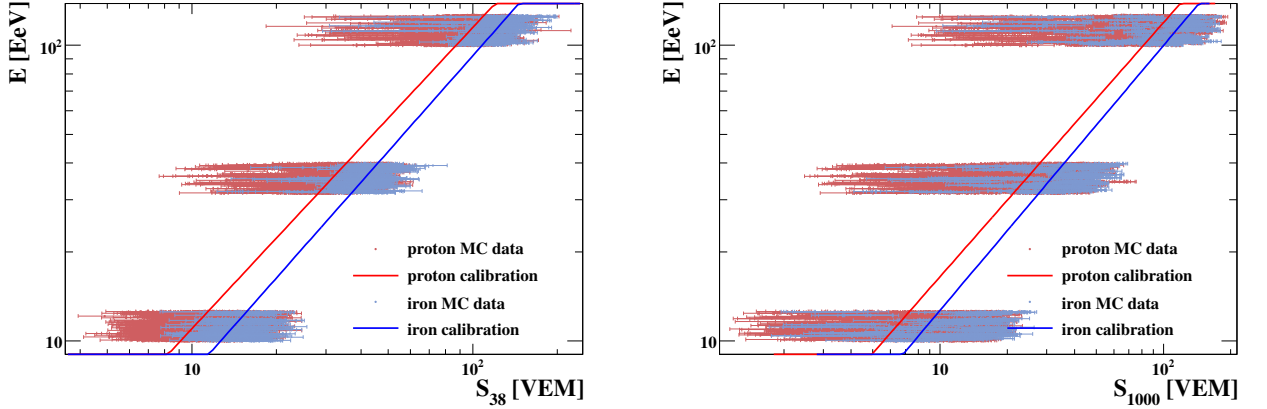 E [EeV]
10²
10
proton MC data
proton calibration
iron MC data
iron calibration
10
10²
S₃₈ [VEM]
E [EeV]
10²
10
proton MC data
proton calibration
iron MC data
iron calibration
10
10²
S₁₀₀₀ [VEM]